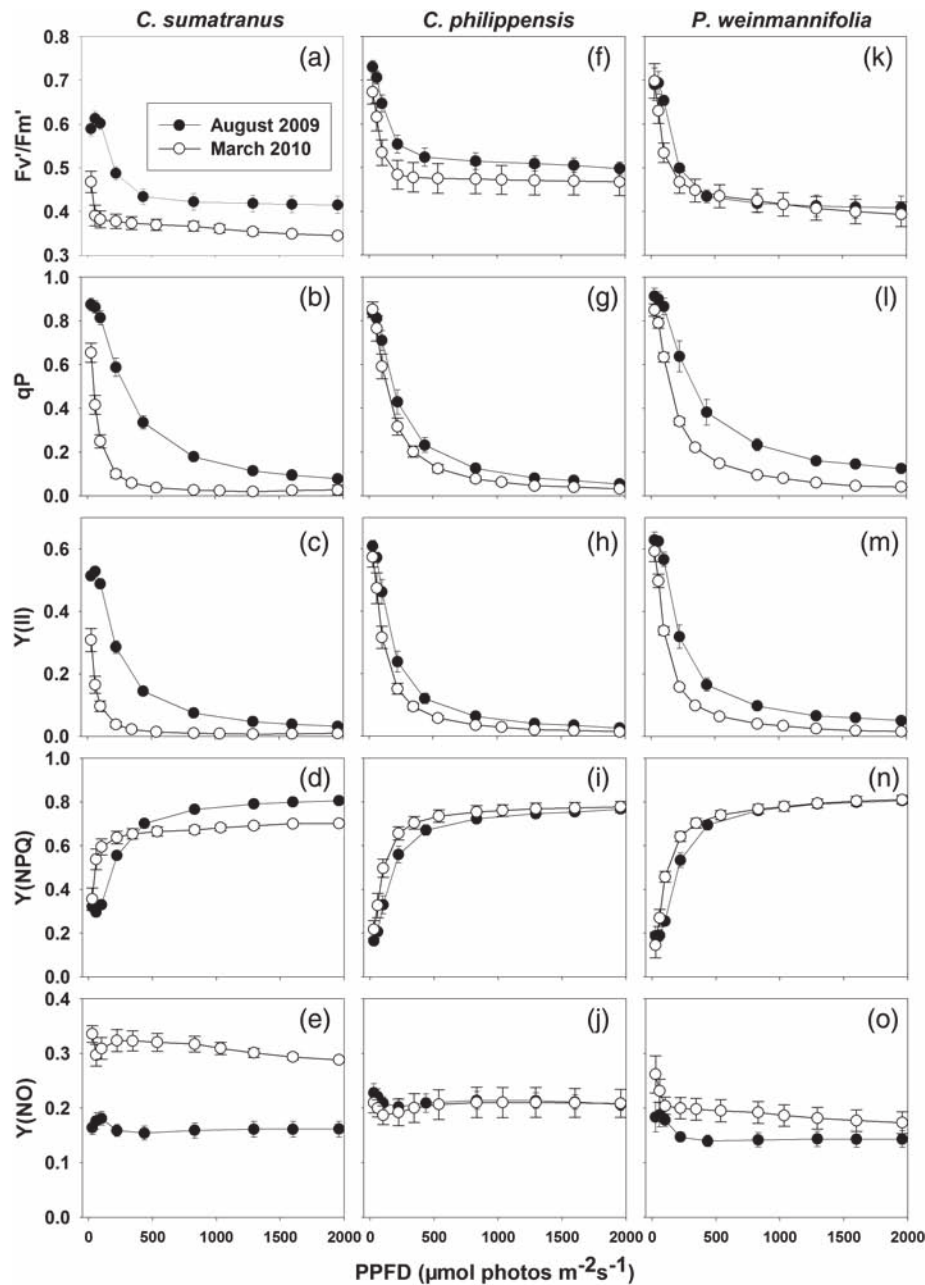 C. sumatranus C. philippensis P. weinmannifolia
(a) (f) (k)
0.8
0.7
0.6
0.5
0.4
0.3
Fv'/Fm'
August 2009
March 2010
(b) (g) (l)
1.0
0.8
0.6
0.4
0.2
0.0
qP
(c) (h) (m)
0.6
0.4
0.2
0.0
Y(II)
(d) (i) (n)
1.0
0.8
0.6
0.4
0.2
0.0
Y(NPQ)
(e) (j) (o)
0.4
0.3
0.2
0.1
0.0
Y(NO)
0 500 1000 1500 2000 0 500 1000 1500 2000 0 500 1000 1500 2000
PPFD (μmol photos m-2s-1)